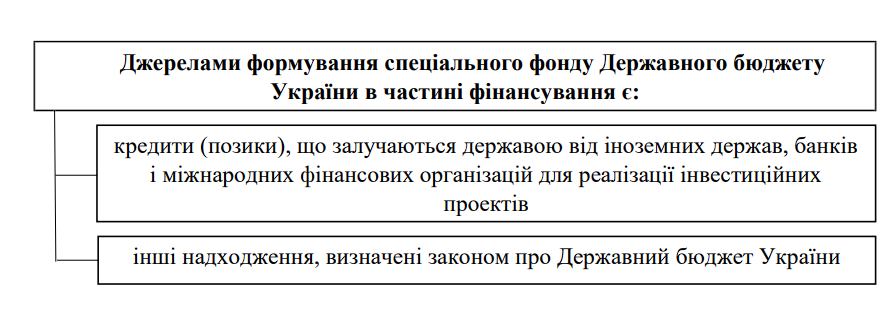 Джерелами формування спеціального фонду Державного бюджету
України в частині фінансування є:
кредити (позики), що залучаються державою від іноземних держав, банків
і міжнародних фінансових організацій для реалізації інвестиційних
проектів
інші надходження, визначені законом про Державний бюджет України